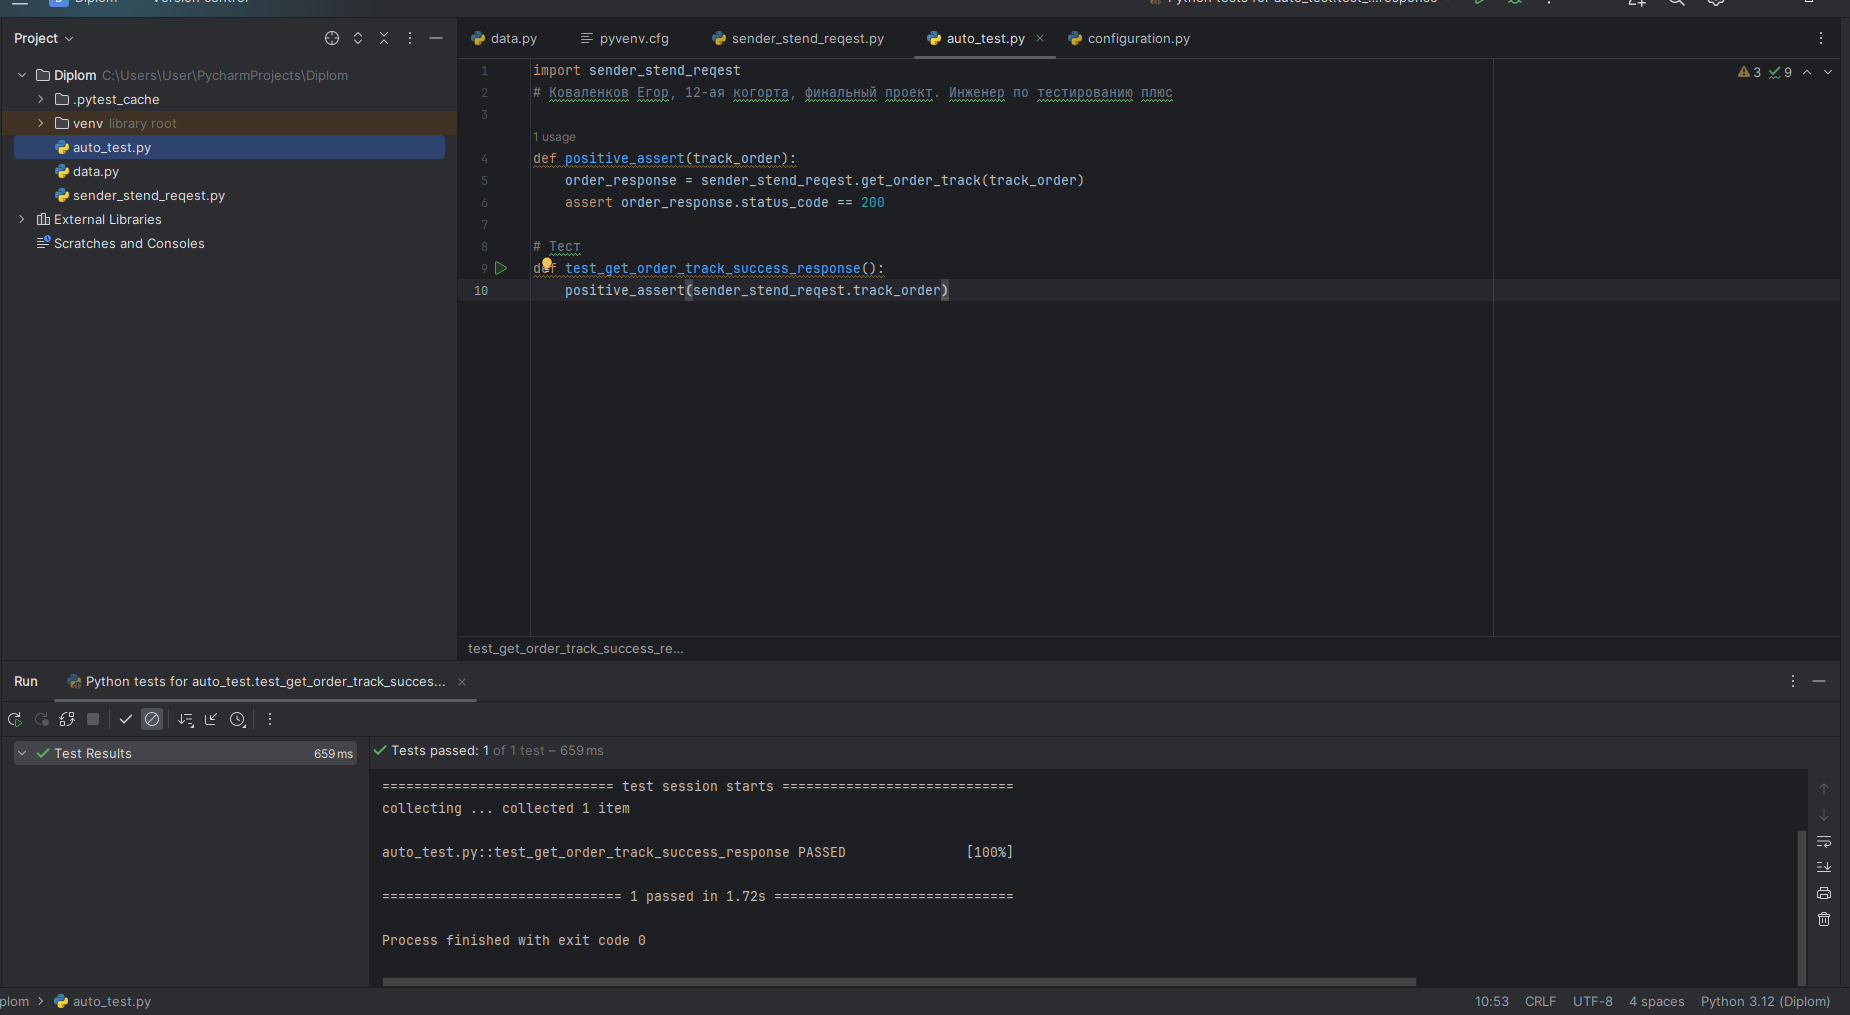 Diplom
Version control
Python tests for auto_test.test_...response
Project
data.py
pyvenv.cfg
sender_stend_reqest.py
auto_test.py
configuration.py
Diplom C:\Users\User\PycharmProjects\Diplom
.pytest_cache
venv library root
auto_test.py
data.py
sender_stend_reqest.py
External Libraries
Scratches and Consoles
3 9
1 import sender_stend_reqest
2 # Коваленков Егор, 12-ая когорта, финальный проект. Инженер по тестированию плюс
3
1 usage
4 def positive_assert(track_order):
5 order_response = sender_stend_reqest.get_order_track(track_order)
6 assert order_response.status_code == 200
7
8 # Тест
9 def test_get_order_track_success_response():
10 positive_assert(sender_stend_reqest.track_order)
test_get_order_track_success_re...
Run
Python tests for auto_test.test_get_order_track_succes...
Test Results 659 ms
Tests passed: 1 of 1 test – 659 ms
============================= test session starts =============================
collecting ... collected 1 item
auto_test.py::test_get_order_track_success_response PASSED [100%]
============================== 1 passed in 1.72s ==============================
Process finished with exit code 0
plom
auto_test.py
10:53 CRLF UTF-8 4 spaces Python 3.12 (Diplom)